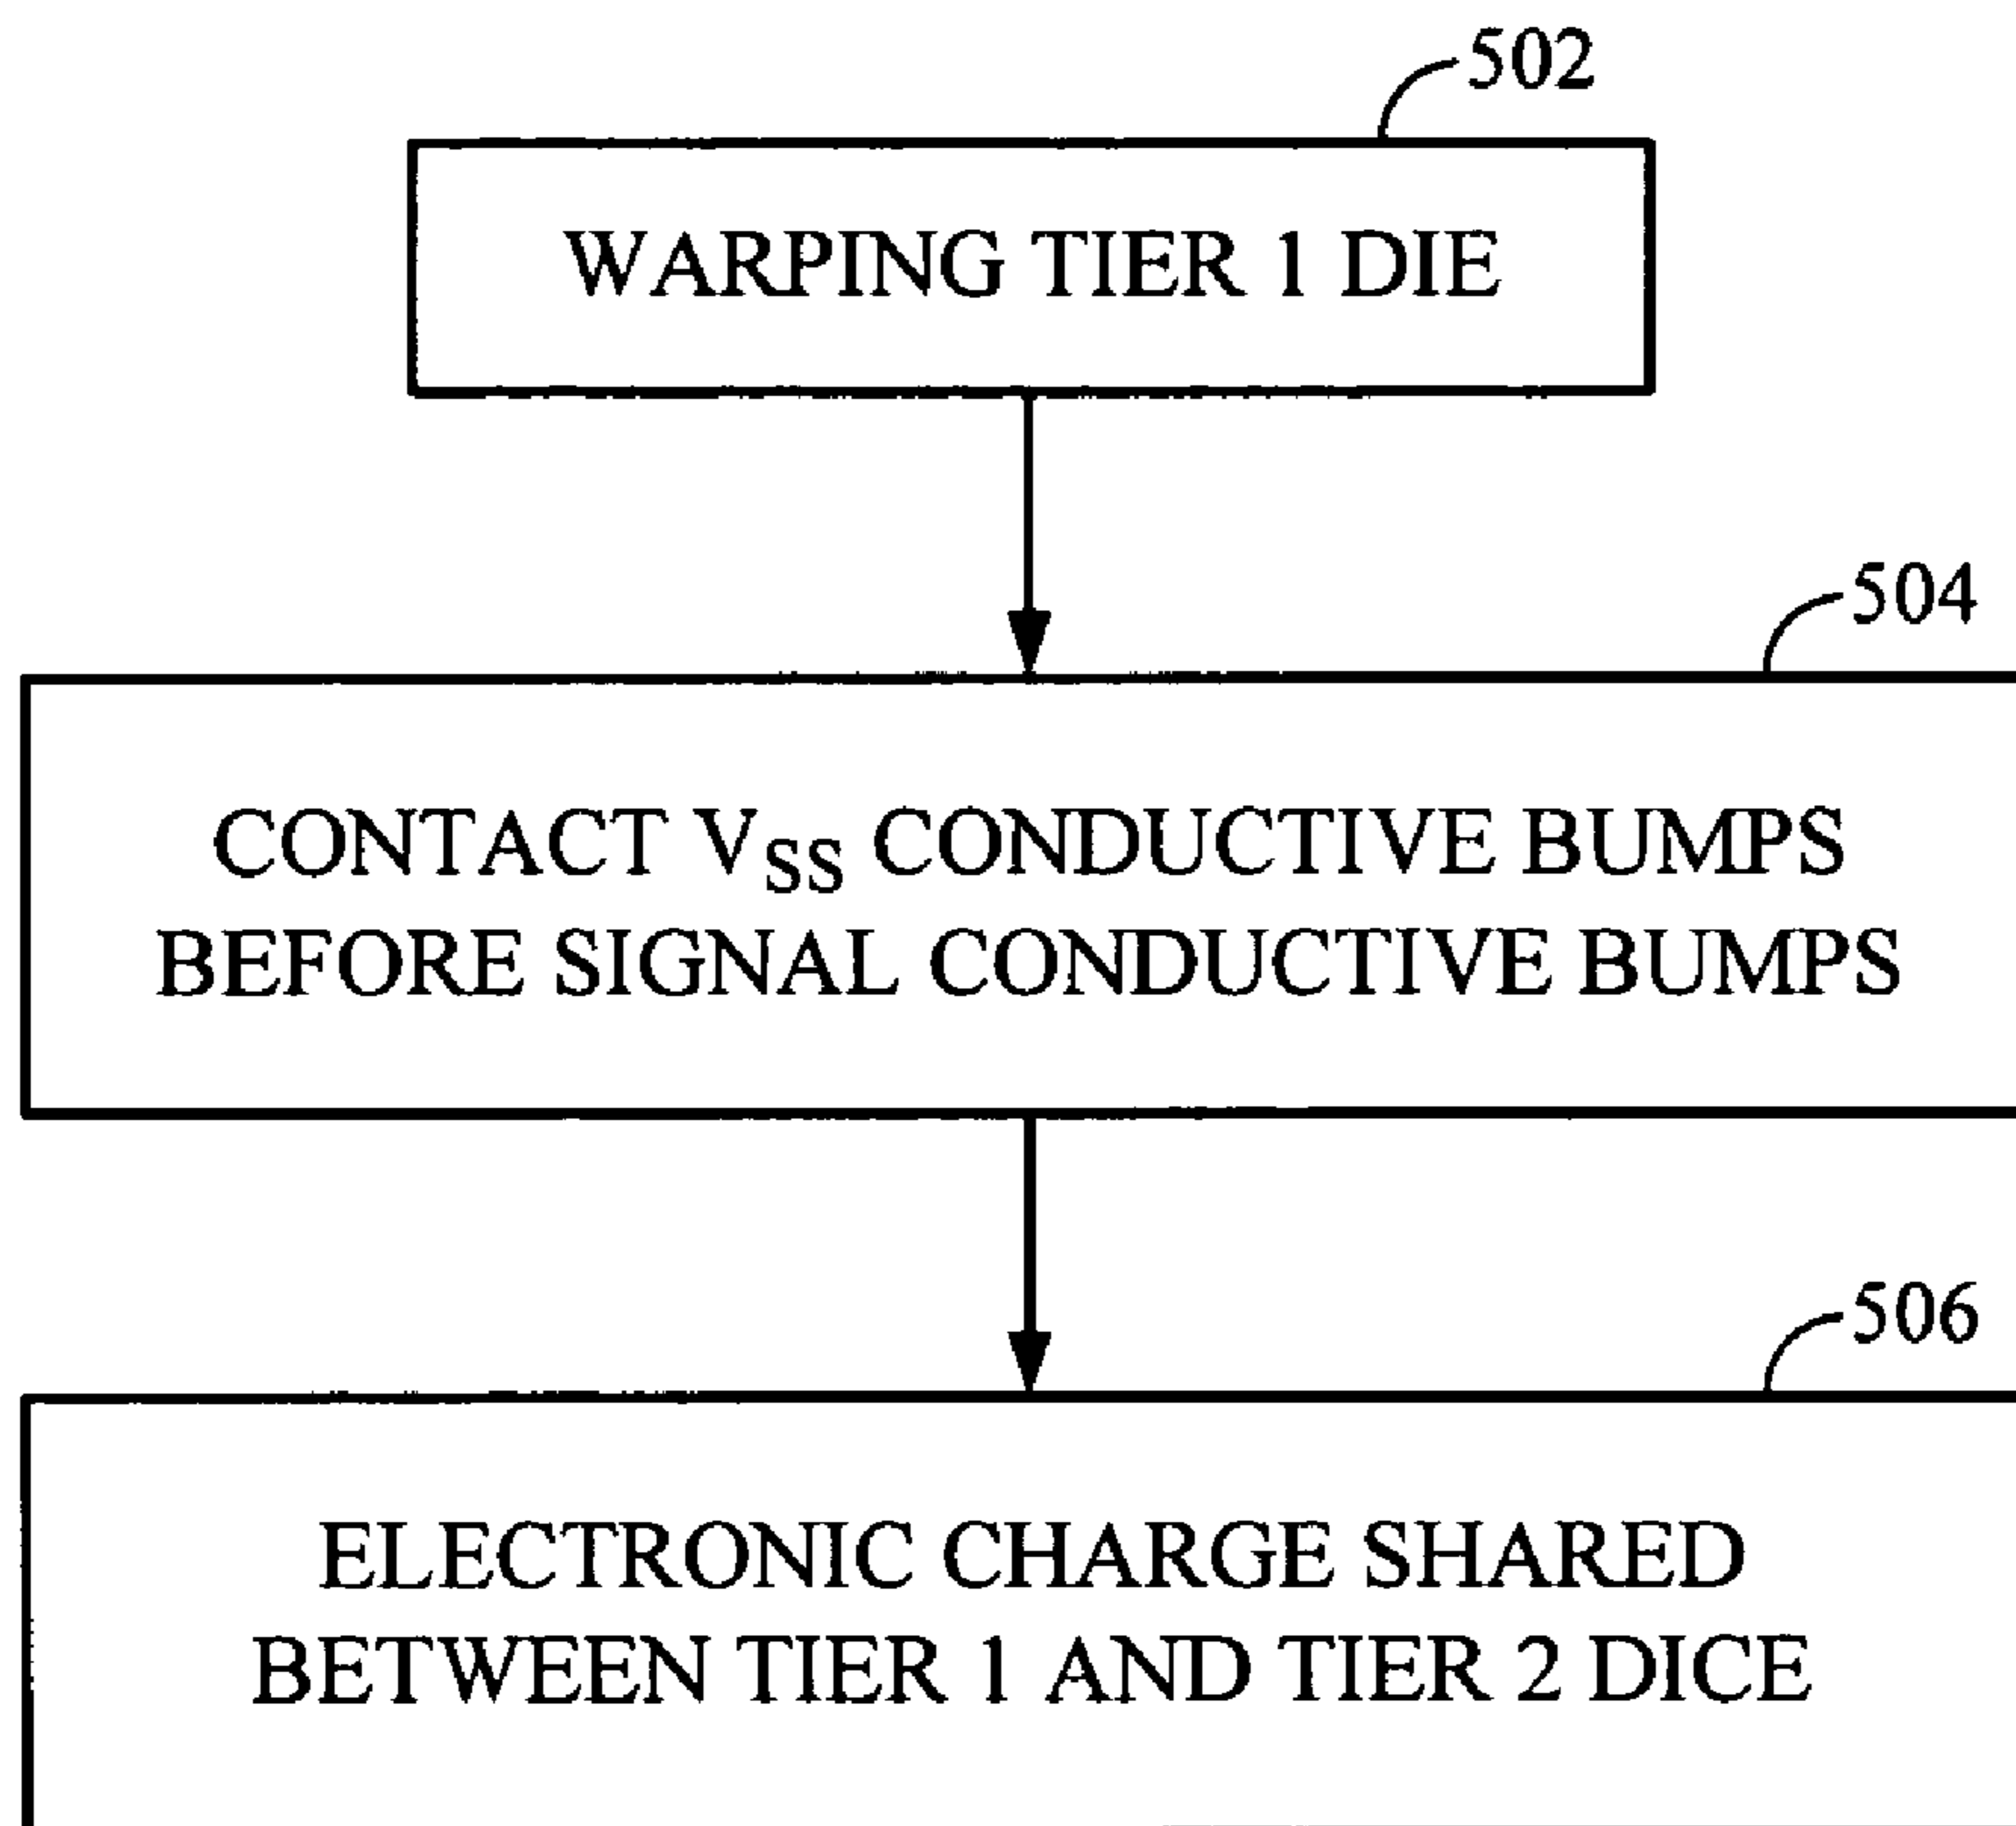 502
WARPING TIER 1 DIE
504
CONTACT VSS CONDUCTIVE BUMPS
BEFORE SIGNAL CONDUCTIVE BUMPS
506
ELECTRONIC CHARGE SHARED
BETWEEN TIER 1 AND TIER 2 DICE